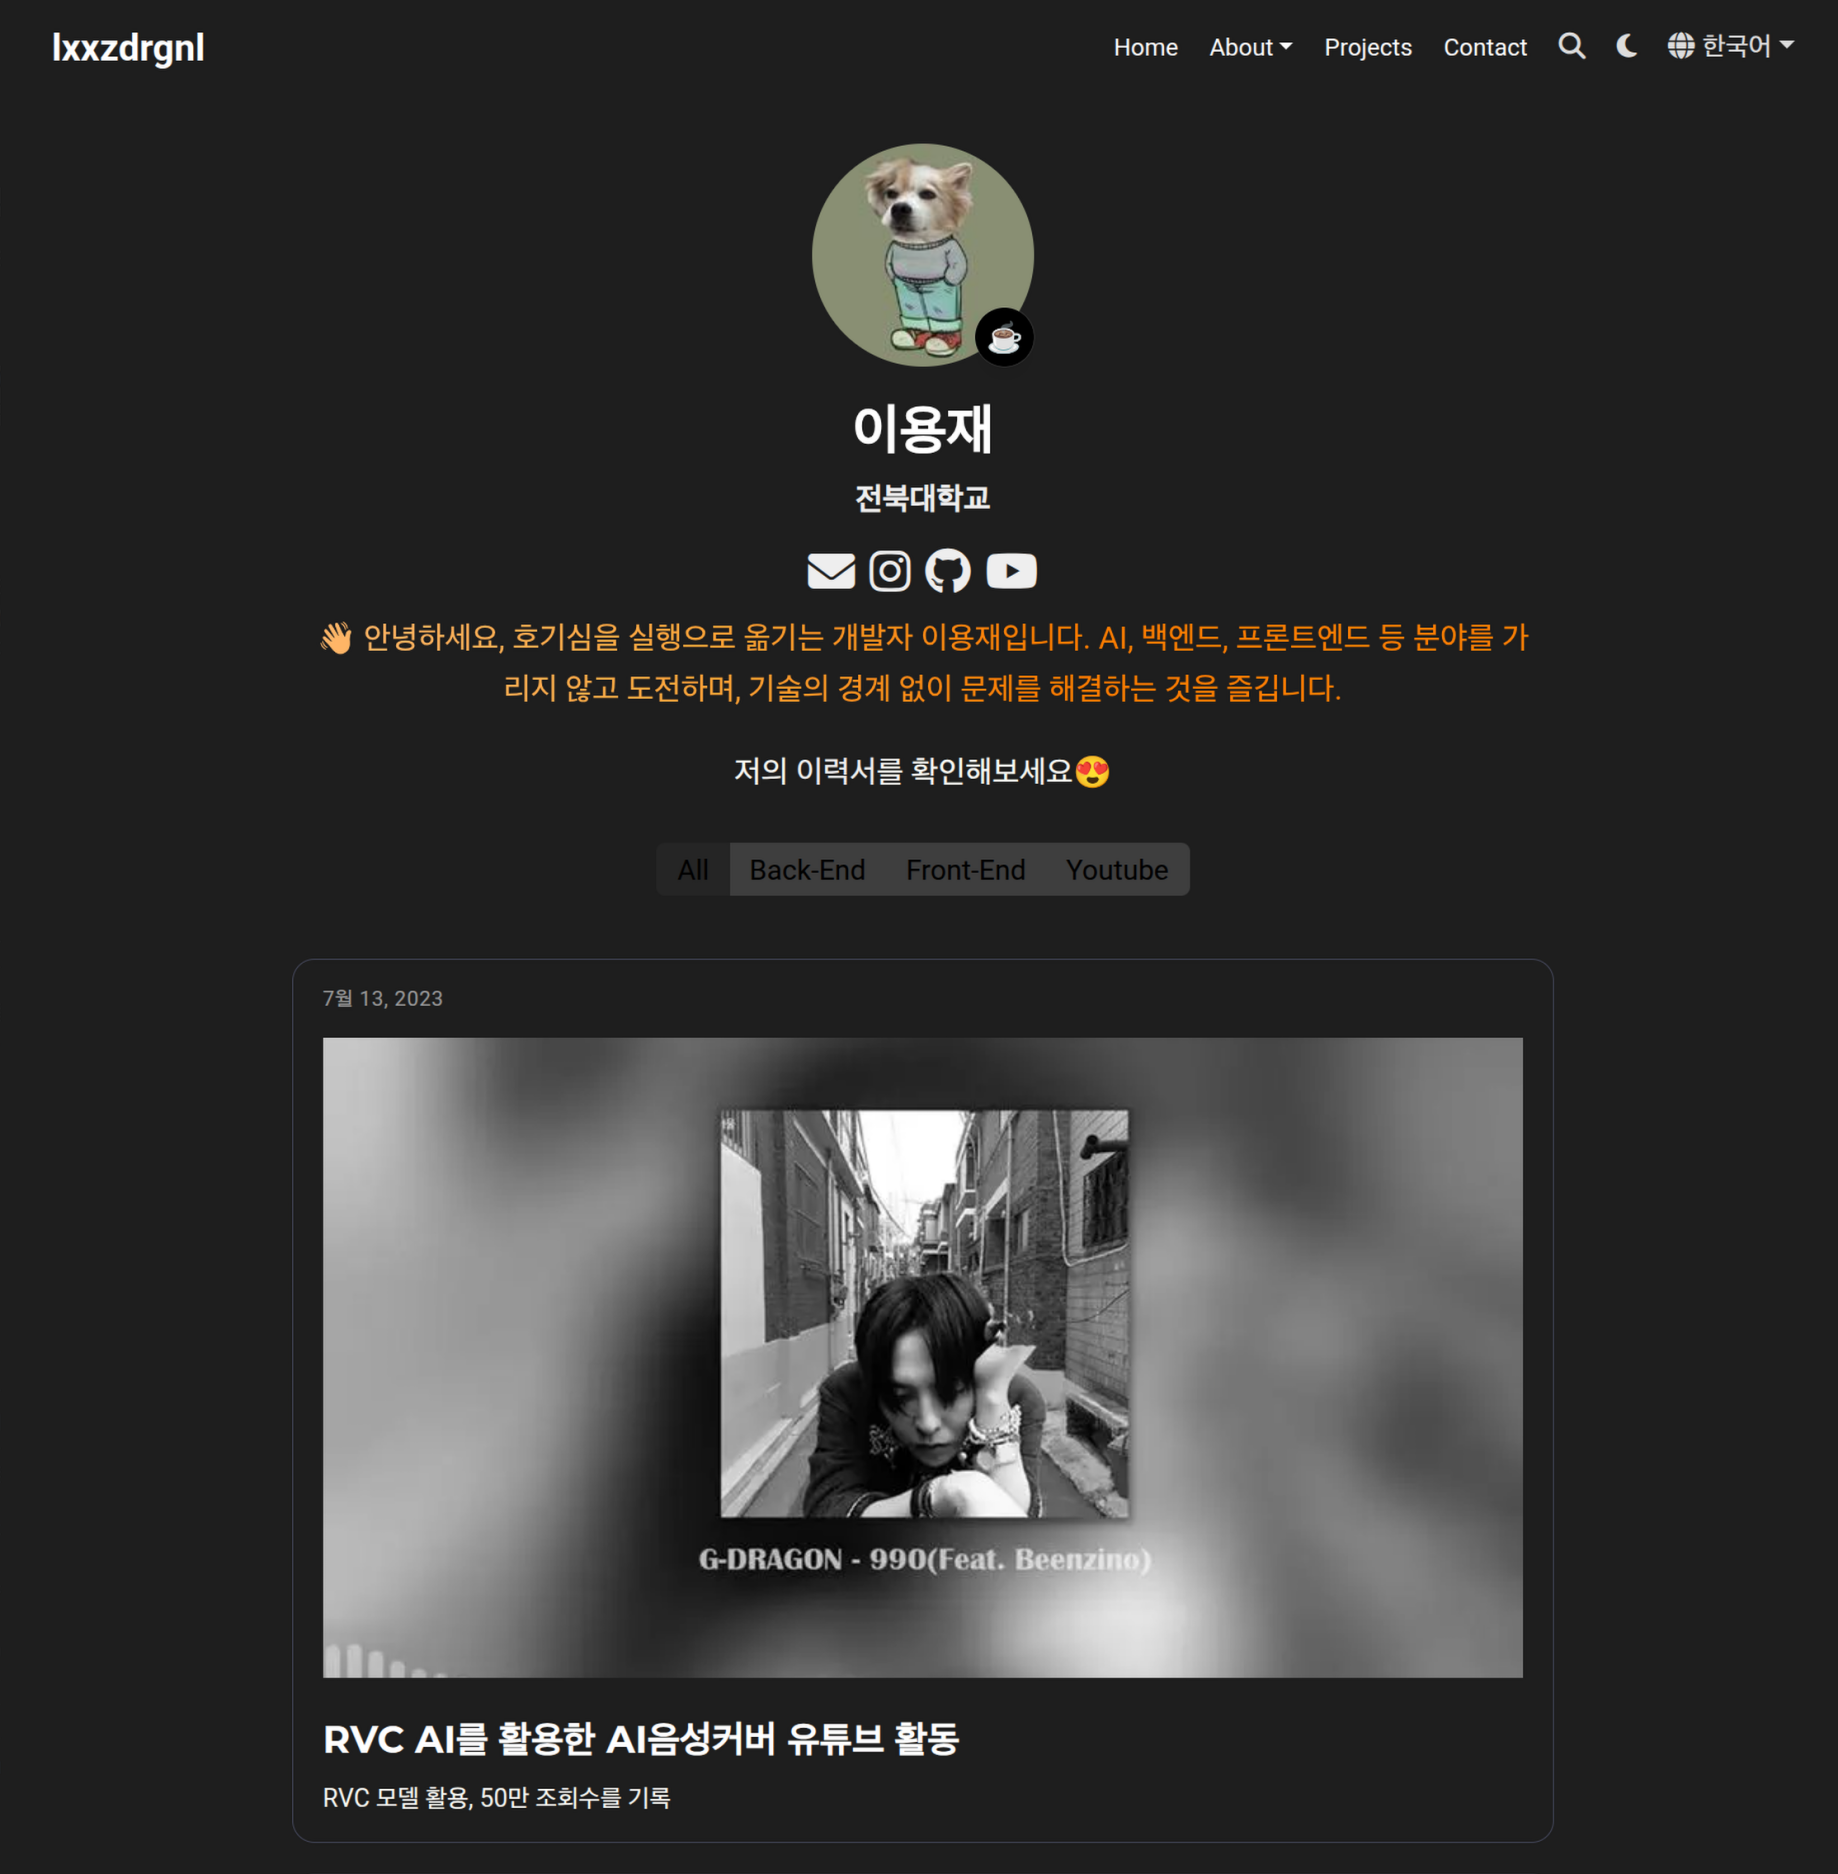 lxxzdrgnl
Home About Projects Contact 한국어
이용재
전북대학교
👋 안녕하세요, 호기심을 실행으로 옮기는 개발자 이용재입니다. AI, 백엔드, 프론트엔드 등 분야를 가
리지 않고 도전하며, 기술의 경계 없이 문제를 해결하는 것을 즐깁니다.
저의 이력서를 확인해보세요😍
All Back-End Front-End Youtube
7월 13, 2023
G-DRAGON - 990(Feat. Beenzino)
RVC AI를 활용한 AI음성커버 유튜브 활동
RVC 모델 활용, 50만 조회수를 기록